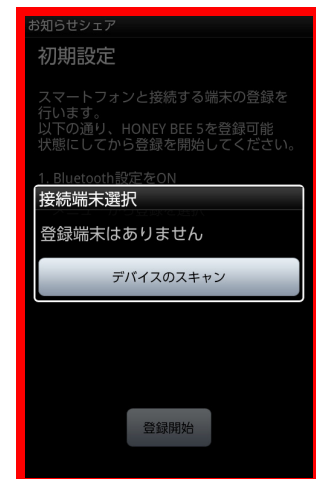 お知らせシェア
初期設定
スマートフォンと接続する端末の登録を
行います。
以下の通り、HONEY BEE 5を登録可能
状態にしてから登録を開始してください。
1. Bluetooth設定をON
接続端末選択
登録端末はありません
デバイスのスキャン
登録開始